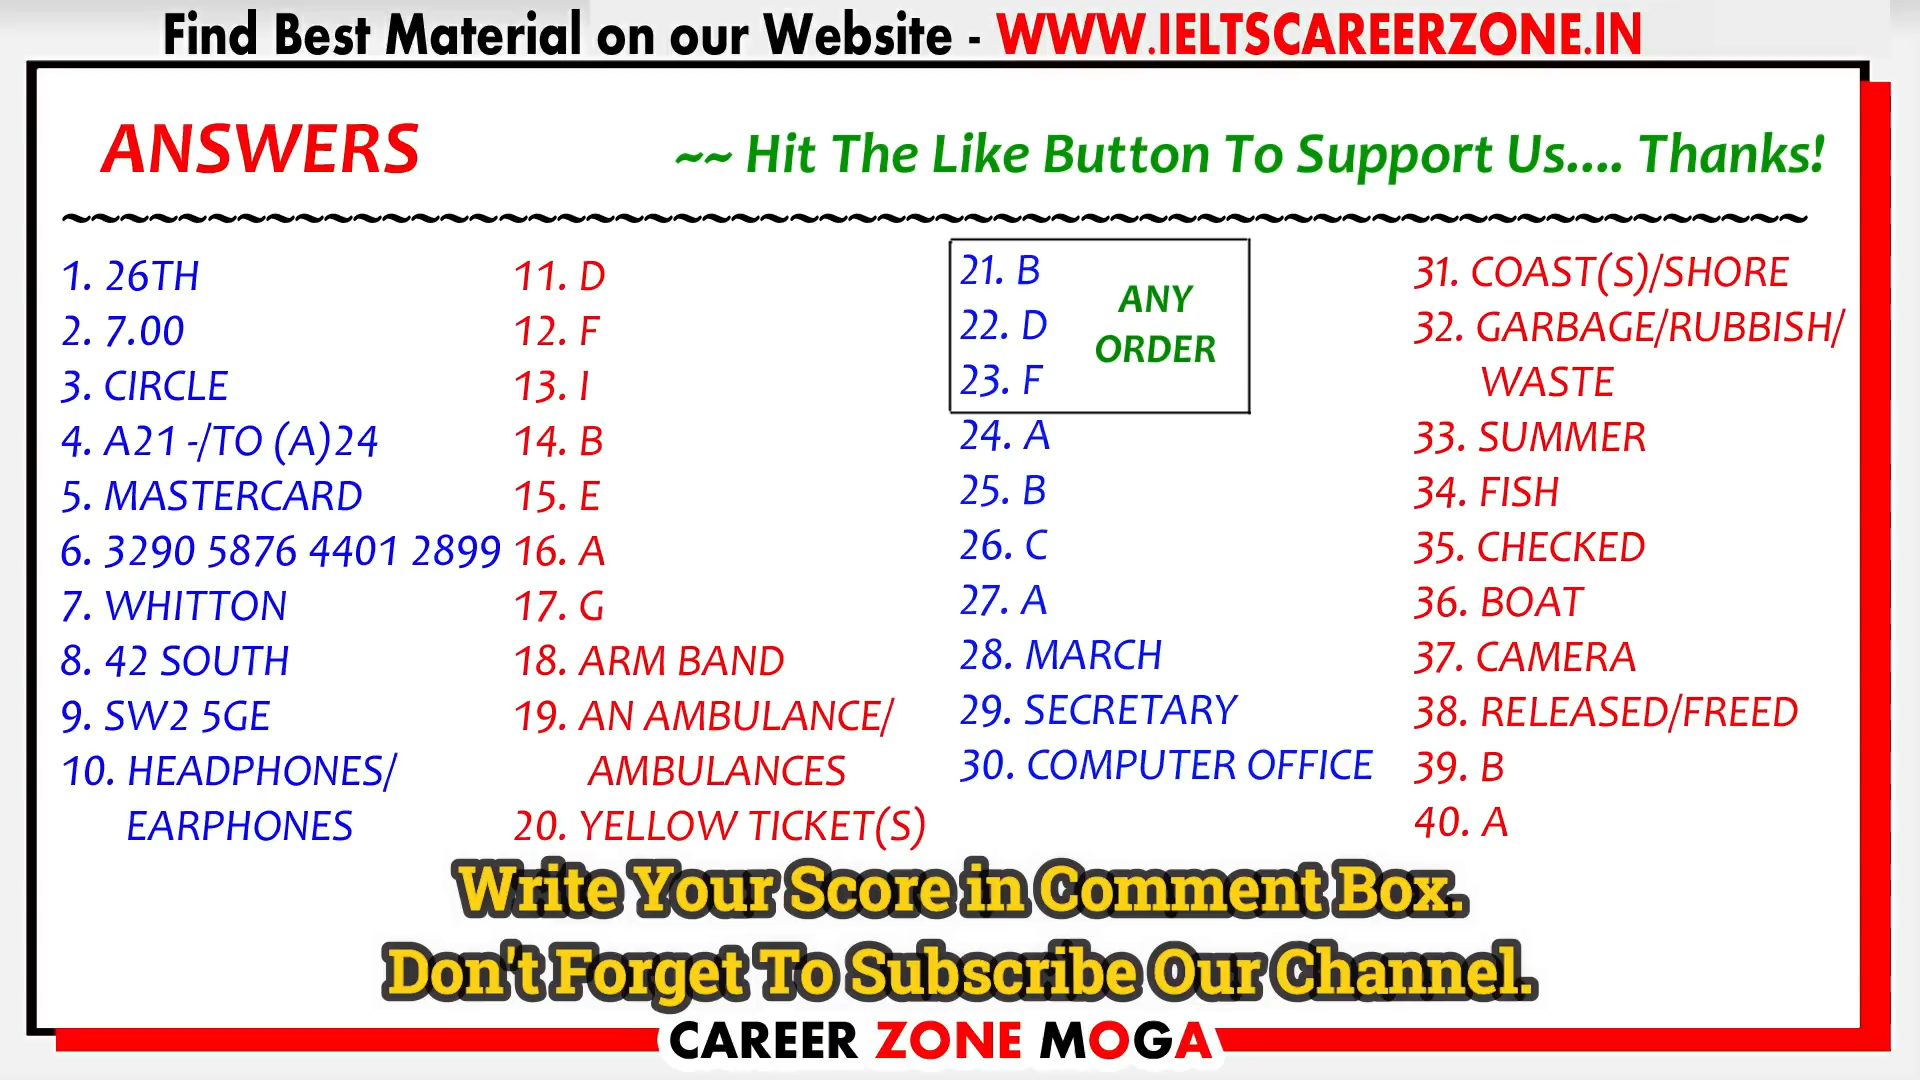 Find Best Material on our Website - WWW.IELTSCAREERZONE.IN
ANSWERS
~~ Hit The Like Button To Support Us.... Thanks!
~~~~~~~~~~~~~~~~~~~~~~~~~~~~~~~~~~~~~~~~~~~~~~~~~~~~~~~~~~~~
1. 26TH
2. 7.00
3. CIRCLE
4. A21 -/TO (A)24
5. MASTERCARD
6. 3290 5876 4401 2899
7. WHITTON
8. 42 SOUTH
9. SW2 5GE
10. HEADPHONES/
EARPHONES
11. D
12. F
13. I
14. B
15. E
16. A
17. G
18. ARM BAND
19. AN AMBULANCE/
AMBULANCES
20. YELLOW TICKET(S)
21. B
22. D
23. F
ANY
ORDER
24. A
25. B
26. C
27. A
28. MARCH
29. SECRETARY
30. COMPUTER OFFICE
31. COAST(S)/SHORE
32. GARBAGE/RUBBISH/
WASTE
33. SUMMER
34. FISH
35. CHECKED
36. BOAT
37. CAMERA
38. RELEASED/FREED
39. B
40. A
Write Your Score in Comment Box.
Don't Forget To Subscribe Our Channel.
CAREER ZONE MOGA